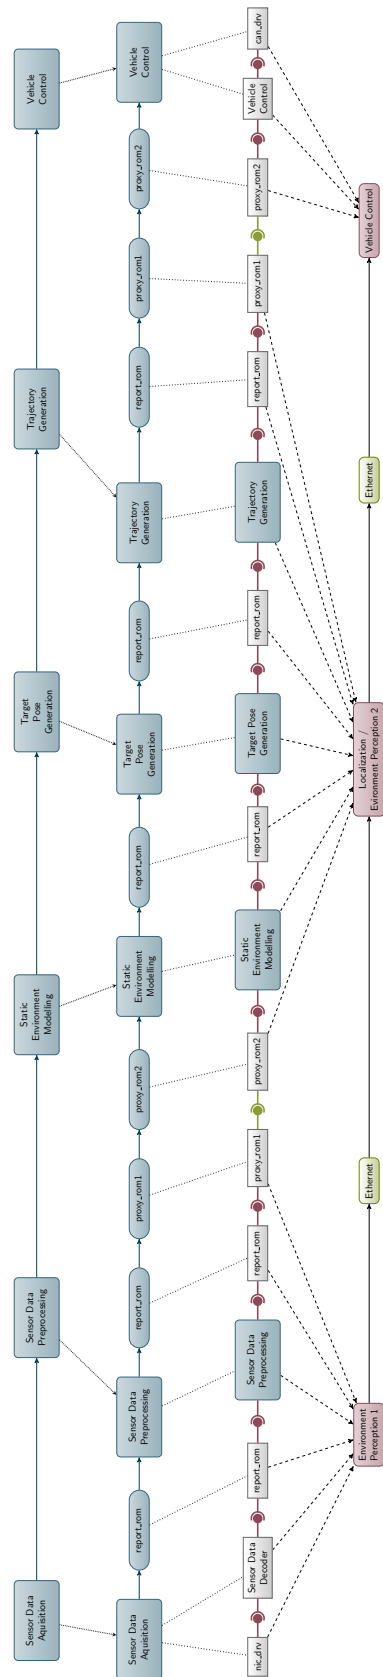 Sensor Data
Aquisition
Sensor Data
Preprocessing
Static
Environment
Modelling
Target
Pose
Generation
Trajectory
Generation
Vehicle
Control
Sensor Data
Aquisition
report_rom
Sensor Data
Preprocessing
report_rom
proxy_rom1
proxy_rom2
Static
Environment
Modelling
report_rom
Target
Pose
Generation
report_rom
Trajectory
Generation
report_rom
proxy_rom1
proxy_rom2
Vehicle
Control
nic_drv
Sensor Data
Decoder
report_rom
Sensor Data
Preprocessing
report_rom
proxy_rom1
proxy_rom2
Static
Environment
Modelling
report_rom
Target Pose
Generation
report_rom
Trajectory
Generation
report_rom
proxy_rom1
proxy_rom2
Vehicle
Control
can_drv
Environment
Perception 1
Ethernet
Localization /
Evironment Perception 2
Ethernet
Vehicle Control